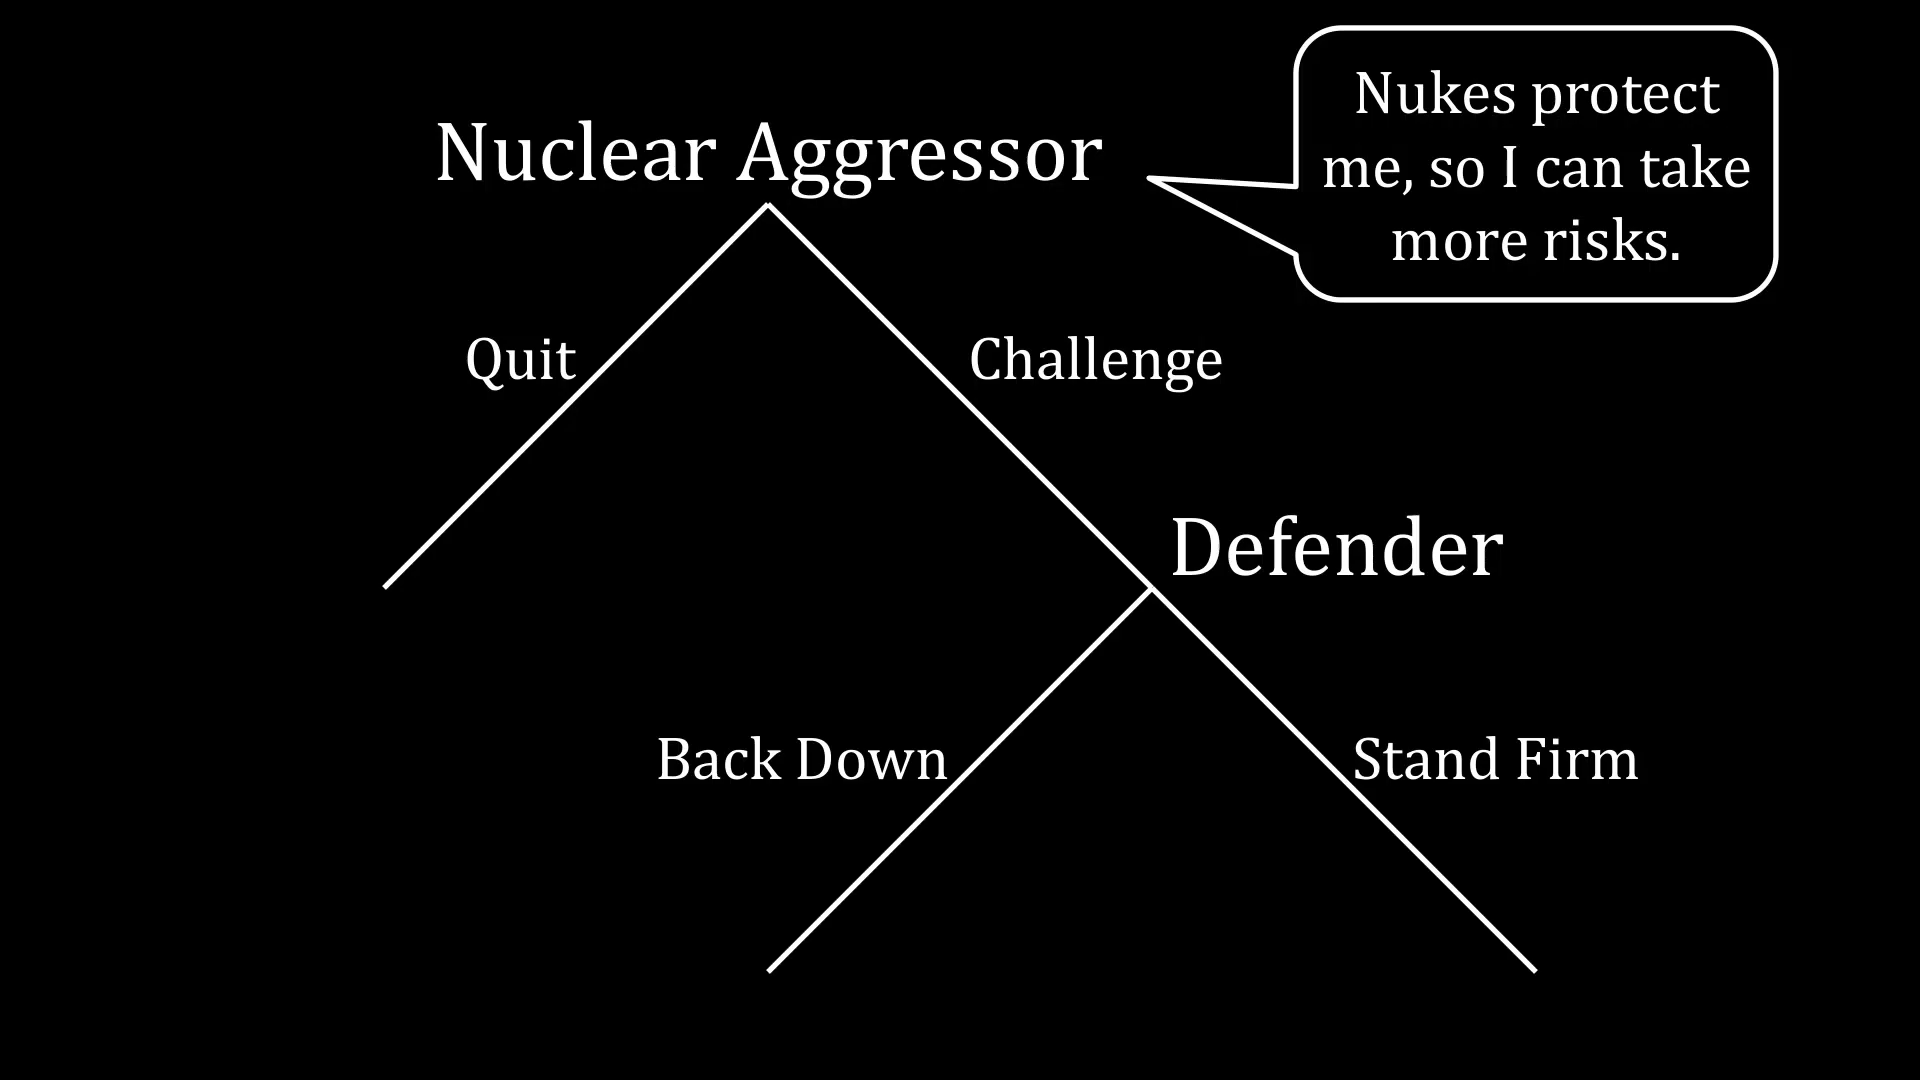 Nukes protect
me, so I can take
more risks.
Nuclear Aggressor
Quit
Challenge
Defender
Back Down
Stand Firm